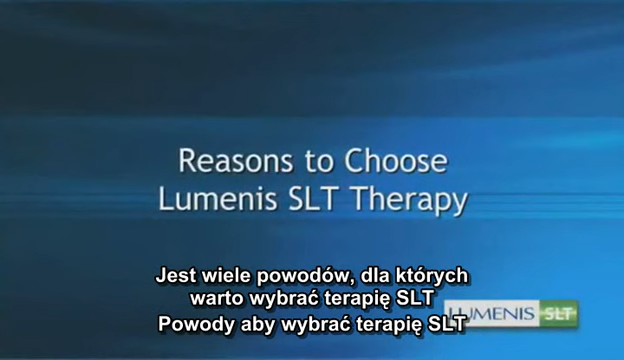 Reasons to Choose
Lumenis SLT Therapy
Jest wiele powodów, dla których
warto wybrać terapię SLT
Powody aby wybrać terapię SLT
LUMENIS SLT